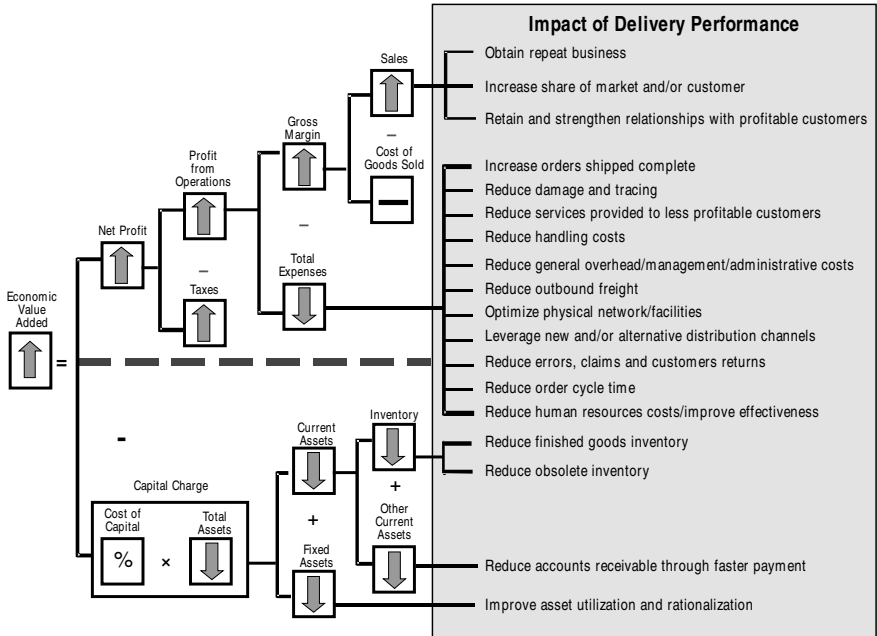 Impact of Delivery Performance
Sales
Obtain repeat business
Increase share of market and/or customer
Retain and strengthen relationships with profitable customers
Gross
Margin
–
Cost of
Goods Sold
Profit
from
Operations
Increase orders shipped complete
Reduce damage and tracing
Reduce services provided to less profitable customers
Reduce handling costs
Reduce general overhead/management/administrative costs
Reduce outbound freight
Optimize physical network/facilities
Leverage new and/or alternative distribution channels
Reduce errors, claims and customers returns
Reduce order cycle time
Reduce human resources costs/improve effectiveness
Net Profit
–
–
Total
Expenses
Taxes
Economic
Value
Added
=
-
Current
Assets
Inventory
Reduce finished goods inventory
Reduce obsolete inventory
+
Capital Charge
Cost of
Capital
%
×
Total
Assets
+
Other
Current
Assets
Fixed
Assets
Reduce accounts receivable through faster payment
Improve asset utilization and rationalization